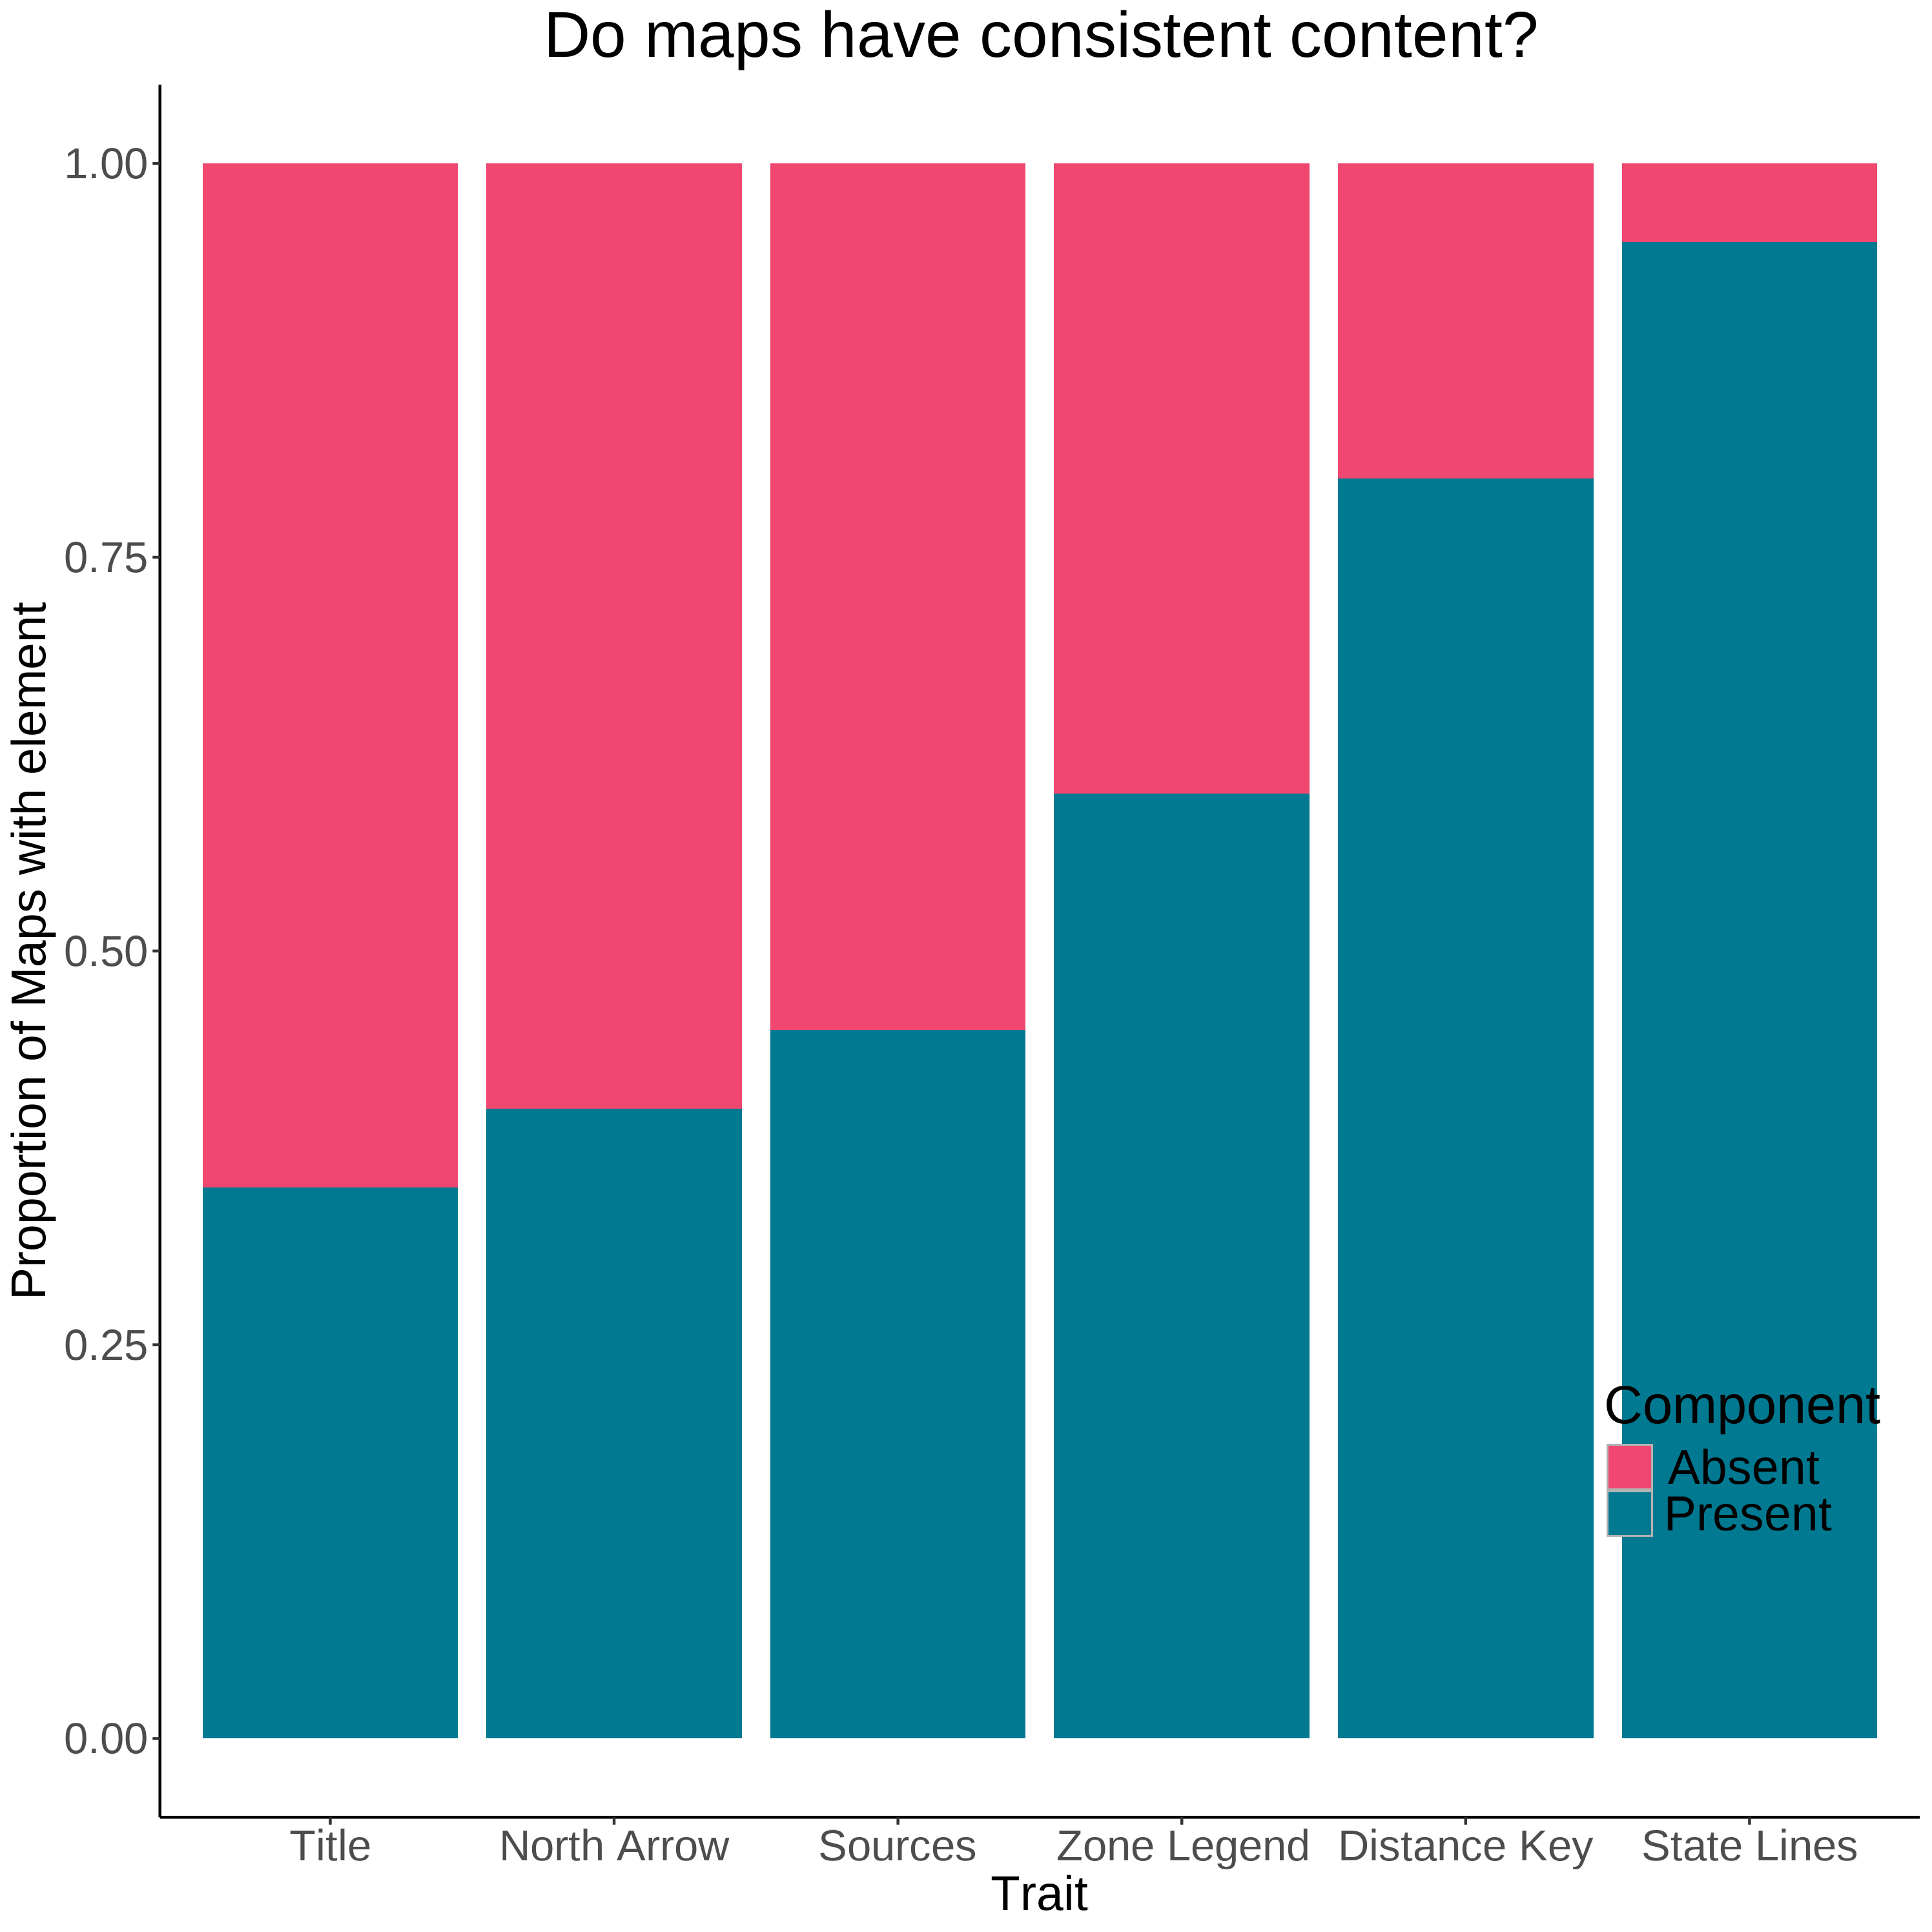 Do maps have consistent content?
Proportion of Maps with element
1.00
0.75
0.50
0.25
0.00
Component
Absent
Present
Title North Arrow Sources Zone Legend Distance Key State Lines
Trait